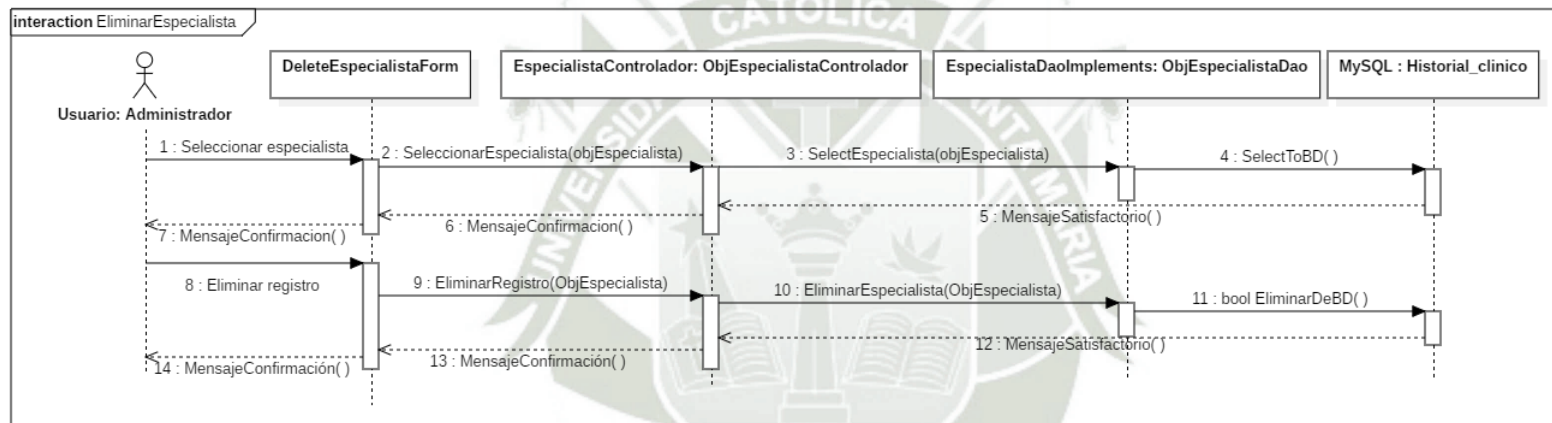 CATOLICA
interaction EliminarEspecialista
DeleteEspecialistaForm
EspecialistaControlador: ObjEspecialistaControlador
EspecialistaDaoImplements: ObjEspecialistaDao
MySQL : Historial_clinico
Usuario: Administrador
1 : Seleccionar especialista
2 : SeleccionarEspecialista(objEspecialista)
3 : SelectEspecialista(objEspecialista)
4 : SelectToBD( )
5 : MensajeSatisfactorio( )
6 : MensajeConfirmacion( )
7 : MensajeConfirmacion( )
8 : Eliminar registro
9 : EliminarRegistro(ObjEspecialista)
10 : EliminarEspecialista(ObjEspecialista)
11 : bool EliminarDeBD( )
12 : MensajeSatisfactorio( )
13 : MensajeConfirmación( )
14 : MensajeConfirmación( )